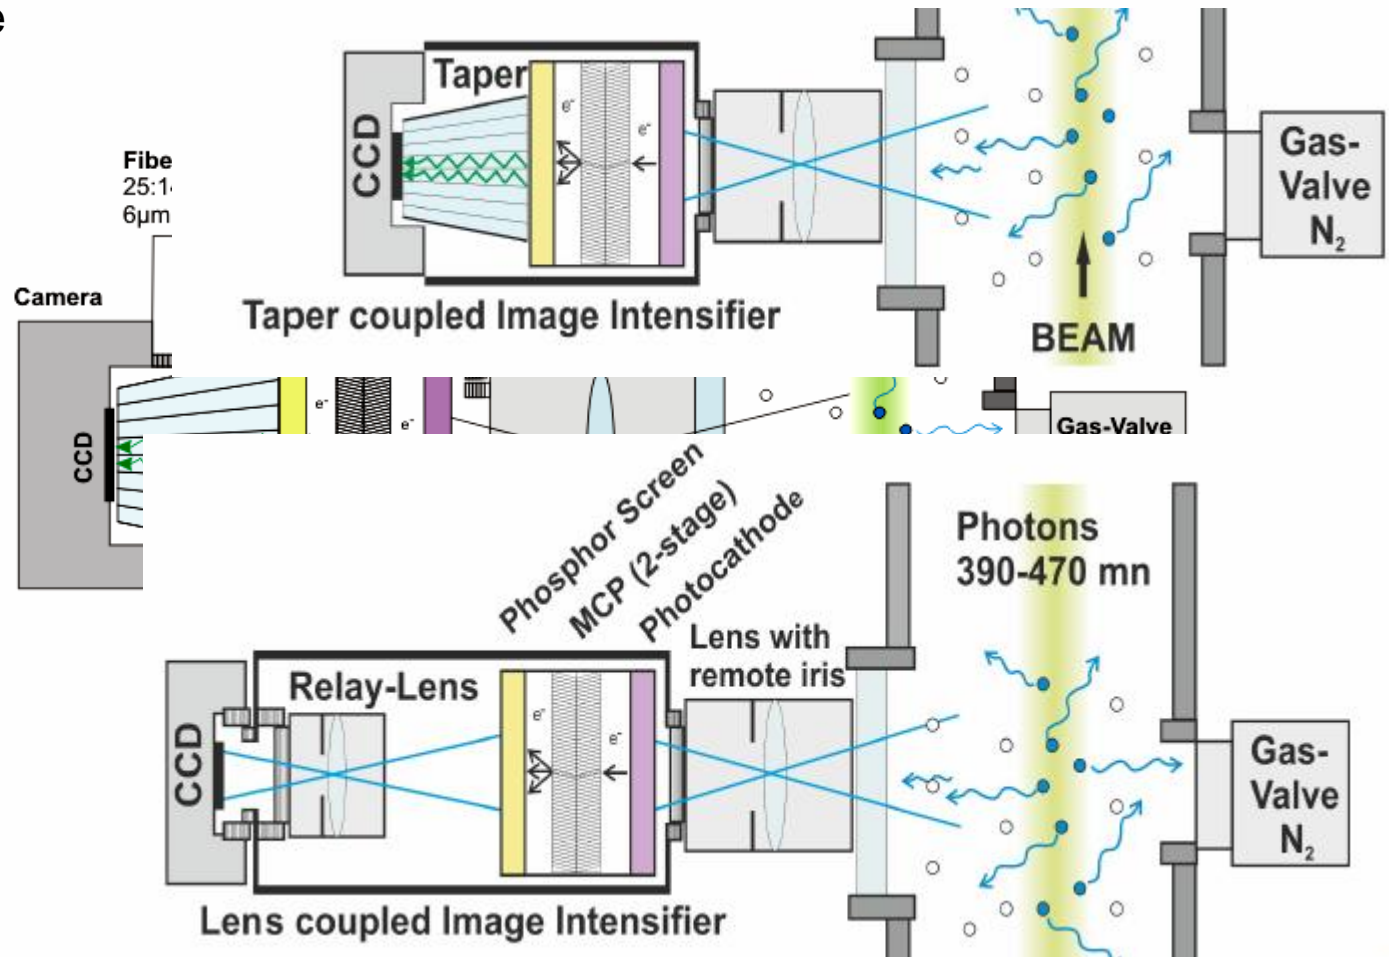 e
Taper
CCD
e-
e-
Gas-
Valve
N2
Fibe
25:1
6µm
Camera
BEAM
Taper coupled Image Intensifier
e-
e-
Gas-Valve
CCD
Phosphor Screen
MCP (2-stage)
Photocathode
Photons
390-470 mn
Lens with
remote iris
Relay-Lens
CCD
e-
e-
Gas-
Valve
N2
Lens coupled Image Intensifier